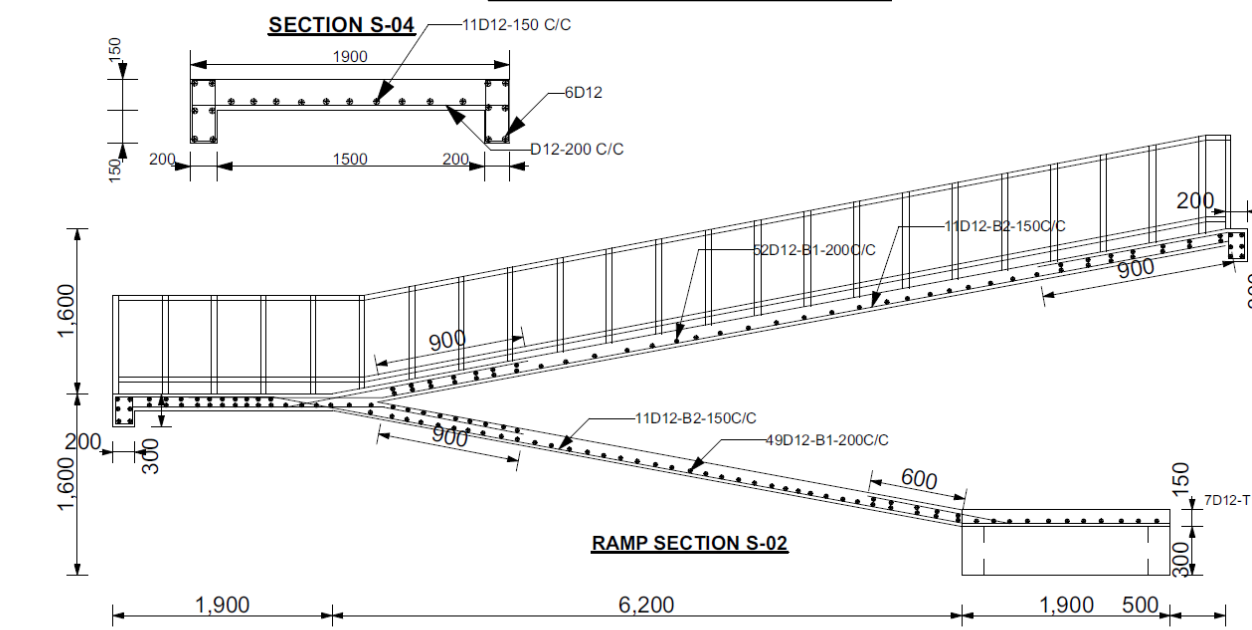 SECTION S-04
11D12-150 C/C
150
1900
6D12
D12-200 C/C
150
200
1500
200
200
11D12-B2-150C/C
52D12-B1-200C/C
900
1,600
900
11D12-B2-150C/C
200
300
900
49D12-B1-200C/C
1,600
600
150
7D12-T
RAMP SECTION S-02
300
1,900
6,200
1,900
500